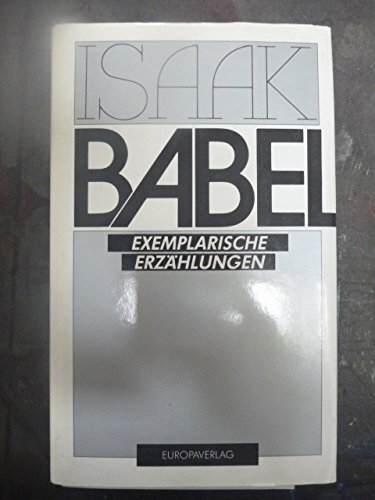 ISAAK
BABEL
EXEMPLARISCHE
ERZÄHLUNGEN
EUROPAVERLAG